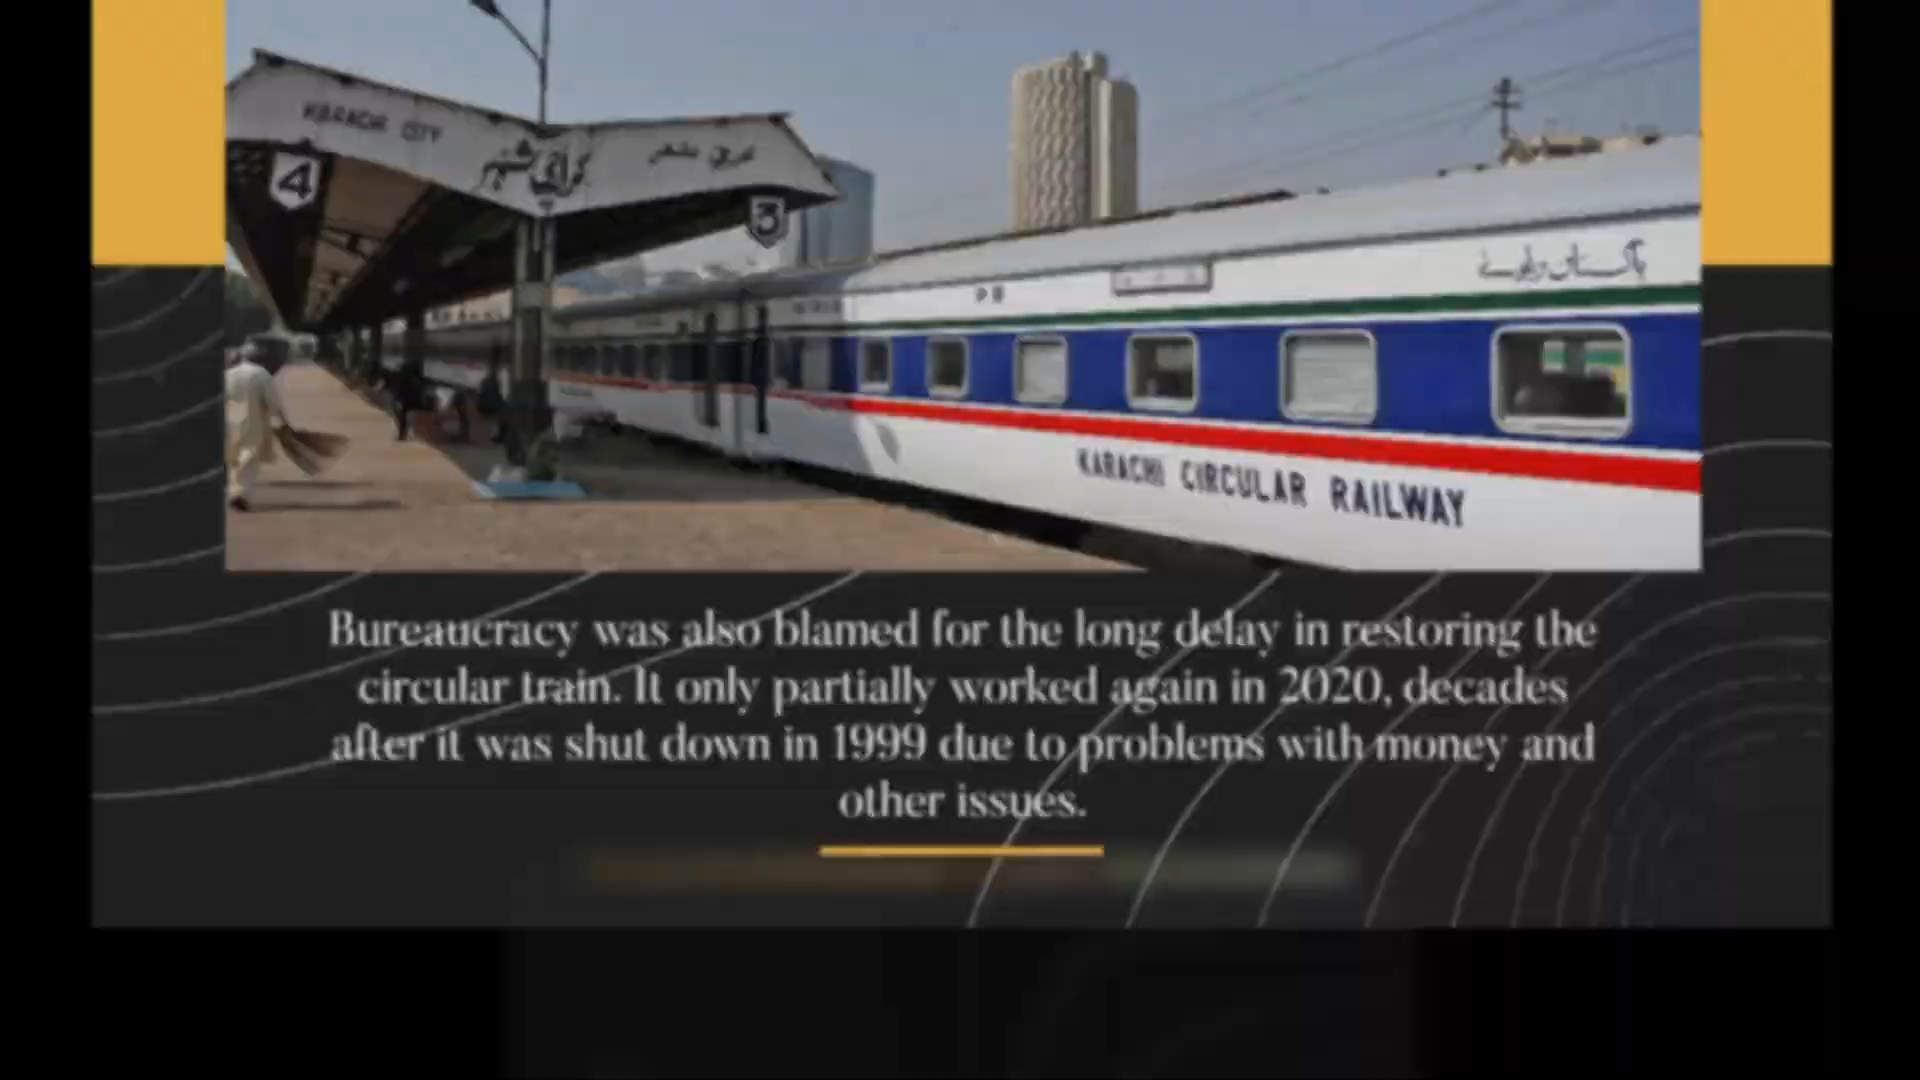 KARACHI CITY
کراچی شہر
4
3
پاکستان ریلوے
PR
KARACHI CIRCULAR RAILWAY
Bureaucracy was also blamed for the long delay in restoring the
circular train. It only partially worked again in 2020, decades
after it was shut down in 1999 due to problems with money and
other issues.